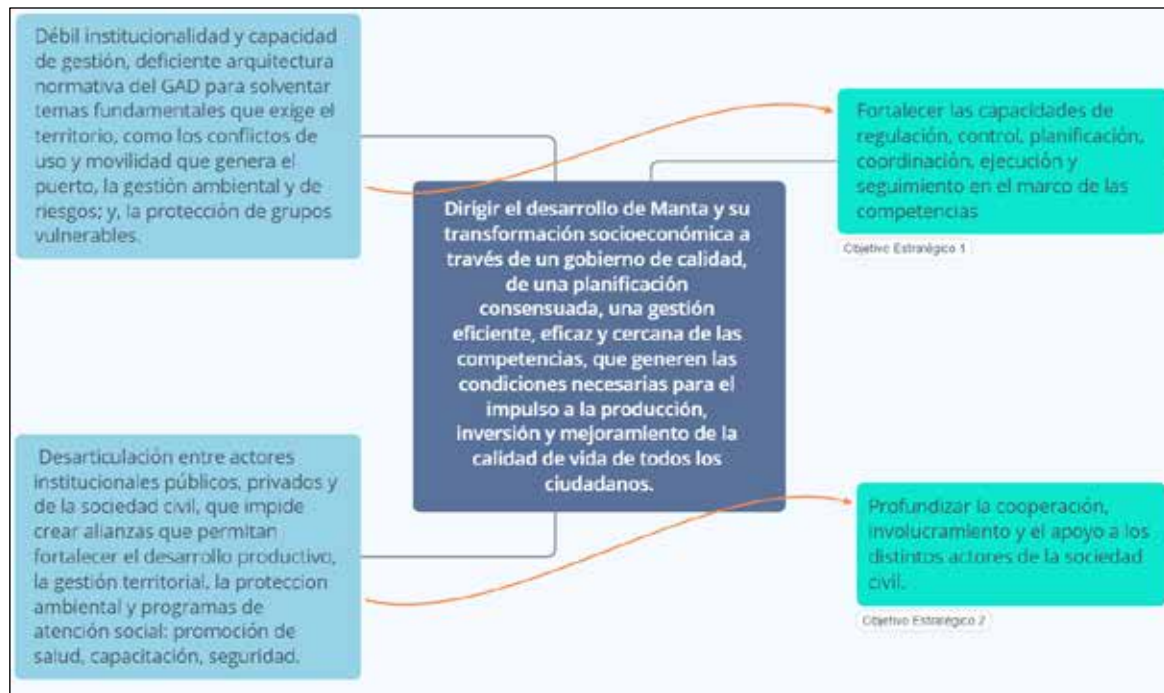 Débil institucionalidad y capacidad
de gestión, deficiente arquitectura
normativa del GAD para solventar
temas fundamentales que exige el
territorio, como los conflictos de
uso y movilidad que genera el
puerto, la gestión ambiental y de
riesgos; y, la protección de grupos
vulnerables.
Fortalecer las capacidades de
regulación, control, planificación,
coordinación, ejecución y
seguimiento en el marco de las
competencias
Objetivo Estratégico 1
Dirigir el desarrollo de Manta y su
transformación socioeconómica a
través de un gobierno de calidad,
de una planificación
consensuada, una gestión
eficiente, eficaz y cercana de las
competencias, que generen las
condiciones necesarias para el
impulso a la producción,
inversión y mejoramiento de la
calidad de vida de todos los
ciudadanos.
Desarticulación entre actores
institucionales públicos, privados y
de la sociedad civil, que impide
crear alianzas que permitan
fortalecer el desarrollo productivo,
la gestión territorial, la proteccion
ambiental y programas de
atención social: promoción de
salud, capacitación, seguridad.
Profundizar la cooperación,
involucramiento y el apoyo a los
distintos actores de la sociedad
civil.
Objetivo Estratégico 2